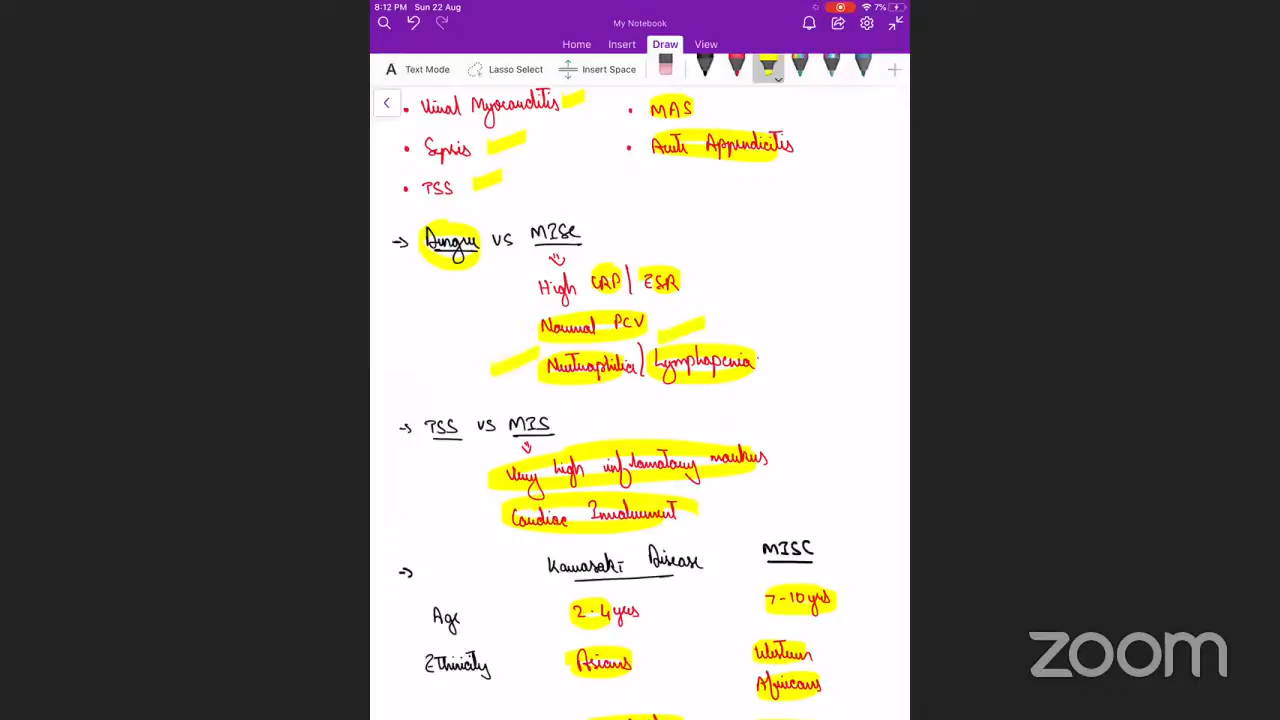 8:12 PM Sun 22 Aug
7%
My Notebook
Home Insert Draw View
Text Mode Lasso Select Insert Space
• Viral Myocarditis • MAS
• Sepsis • Acute Appendicitis
• TSS
→ Dengue vs MISC
High CRP / ESR
Normal PCV
Neutrophilia / Lymphopenia
→ TSS vs MIS
Very high inflamatory markers
Cardiac Involvement
→ Kawasaki Disease MISC
Age 2-4 yrs 7-10 yrs
Ethinicity Asians Western
Africans
zoom